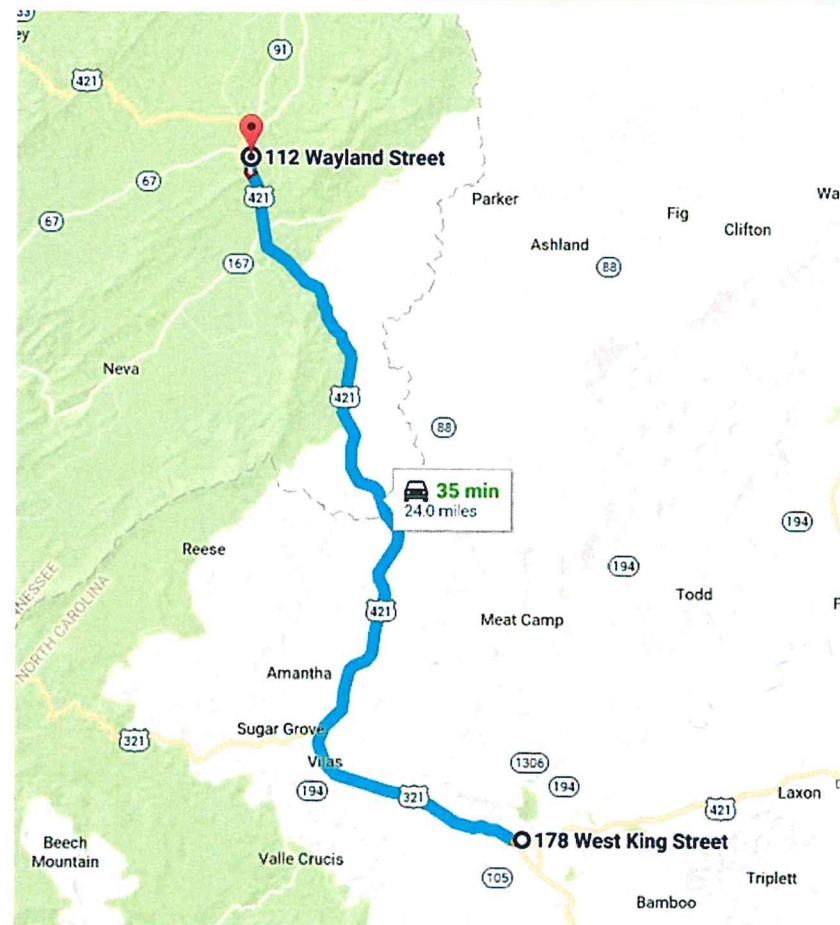 33
ey
91
421
112 Wayland Street
67
421
67
Parker
Fig
Wa
Clifton
Ashland
88
167
Neva
421
88
35 min
24.0 miles
194
Reese
194
Todd
NNESSEE
NORTH CAROLINA
421
Meat Camp
F
Amantha
Sugar Grove
321
Vilas
1306
194
194
321
421
Laxon
178 West King Street
Beech
Mountain
Valle Crucis
105
Triplett
Bamboo